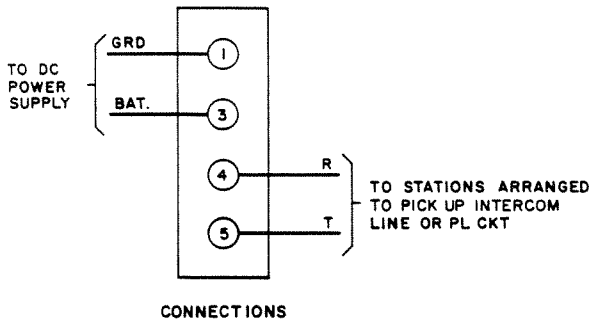 GRD
1
TO DC
POWER
SUPPLY
BAT.
3
4
R
TO STATIONS ARRANGED
TO PICK UP INTERCOM
LINE OR PL CKT
5
T
CONNECTIONS